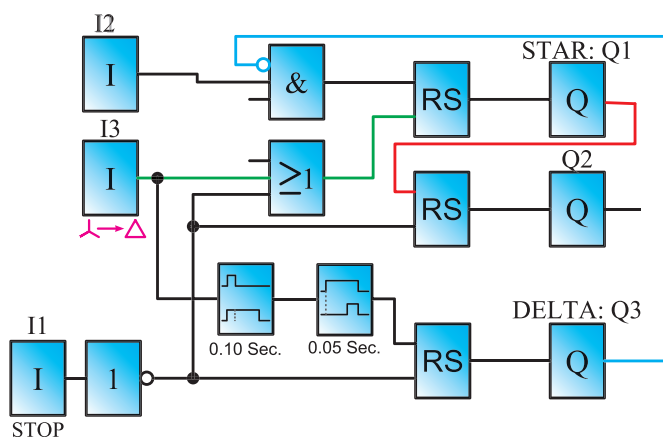 I2
I
&
RS
STAR: Q1
Q
I3
I
≥1
Q2
RS
Q
0.10 Sec.
0.05 Sec.
I1
I
STOP
1
DELTA: Q3
RS
Q